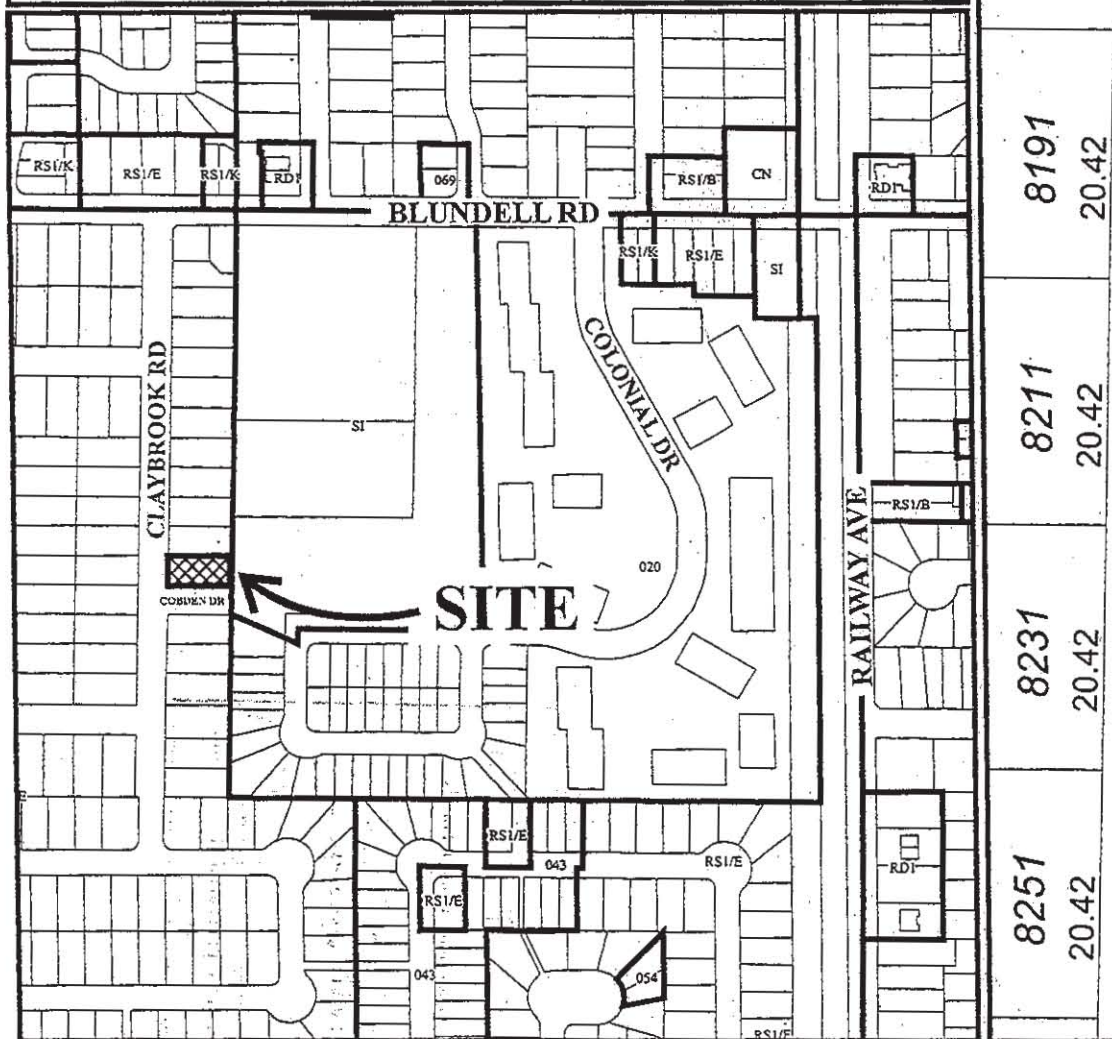 RS1/K
RS1/E
RS1/K
RD1
069
RS1/B
CN
RD1
BLUNDELL RD
RS1/K
RS1/E
SI
COLONIAL DR
CLAYBROOK RD
SI
RS1/B
RAILWAY AVE
020
SITE
COBDEN DR
RS1/E
043
RS1/E
RS1/E
RD1
043
054
RS1/E
8191
20.42
8211
20.42
8231
20.42
8251
20.42